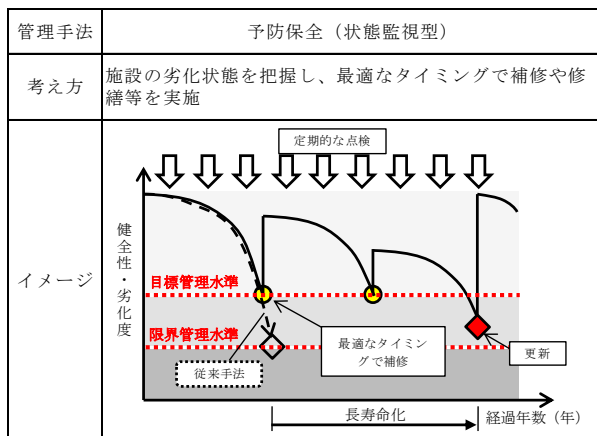 管理手法
予防保全（状態監視型）
考え方
施設の劣化状態を把握し、最適なタイミングで補修や修
繕等を実施
イメージ
定期的な点検
健全性・劣化度
目標管理水準
限界管理水準
従来手法
最適なタイミン
グで補修
更新
長寿命化
経過年数（年）